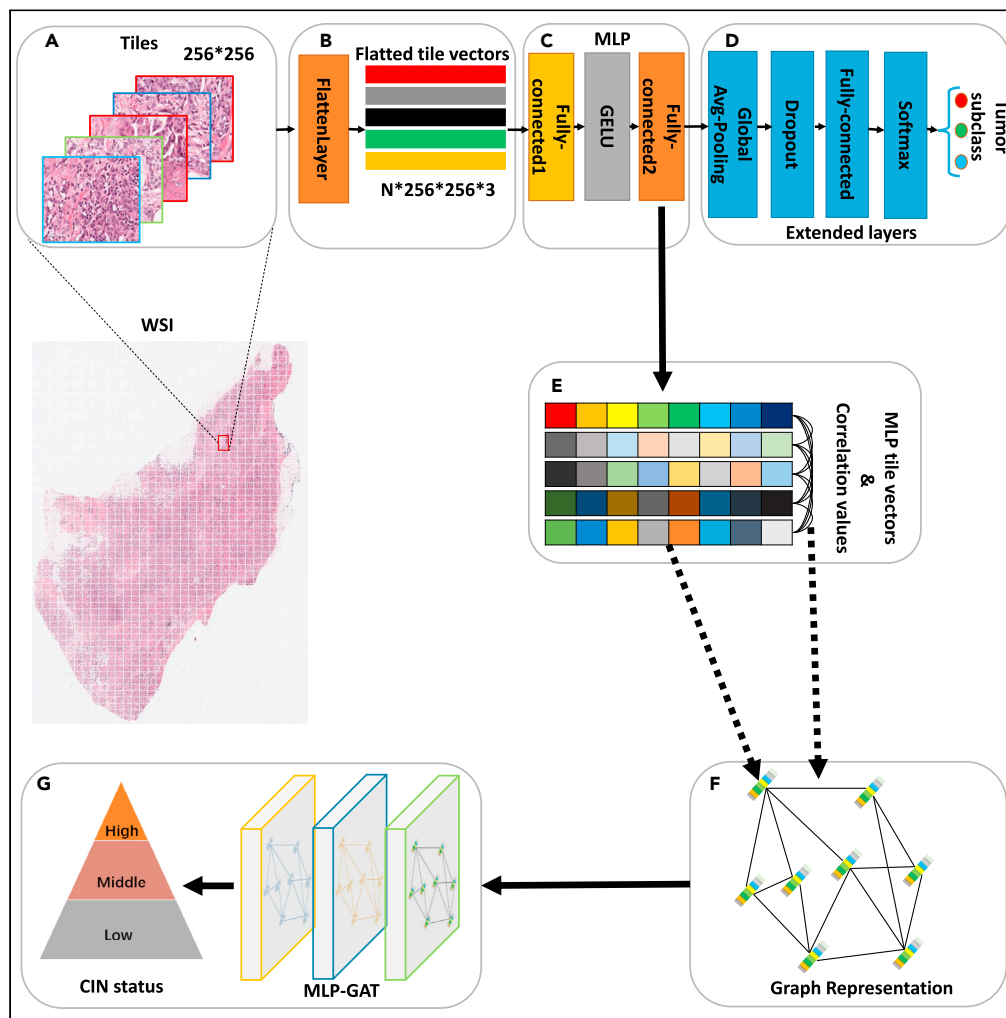 A
Tiles
256*256
B
Flatted tile vectors
FlattenLayer
N*256*256*3
C
MLP
Fully-
connected1
GELU
Fully-
connected2
D
Global
Avg-Pooling
Dropout
Fully-connected
Softmax
Tumor
subclass
Extended layers
WSI
E
MLP tile vectors
&
Correlation values
F
Graph Representation
G
High
Middle
Low
CIN status
MLP-GAT